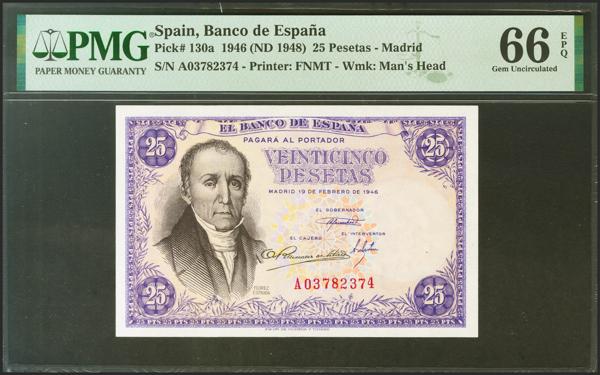 PMG
PAPER MONEY GUARANTY
Spain, Banco de España
Pick# 130a 1946 (ND 1948) 25 Pesetas - Madrid
S/N A03782374 - Printer: FNMT - Wmk: Man's Head
66 EPQ
Gem Uncirculated
EL BANCO DE ESPAÑA
PAGARÁ AL PORTADOR
VEINTICINCO
PESETAS
MADRID 19 DE FEBRERO DE 1946
EL GOBERNADOR
EL CAJERO
EL INTERVENTOR
A03782374
FLOREZ
ESTRADA
25
25
25
25